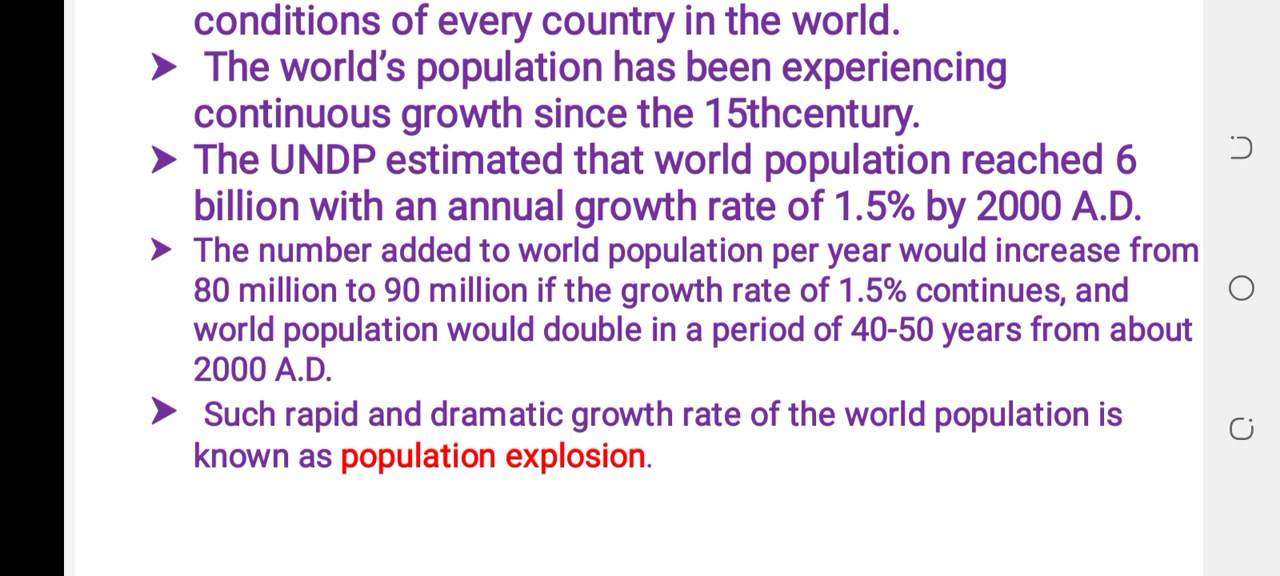 conditions of every country in the world.
➤ The world's population has been experiencing
continuous growth since the 15thcentury.
➤ The UNDP estimated that world population reached 6
billion with an annual growth rate of 1.5% by 2000 A.D.
➤ The number added to world population per year would increase from
80 million to 90 million if the growth rate of 1.5% continues, and
world population would double in a period of 40-50 years from about
2000 A.D.
➤ Such rapid and dramatic growth rate of the world population is
known as population explosion.